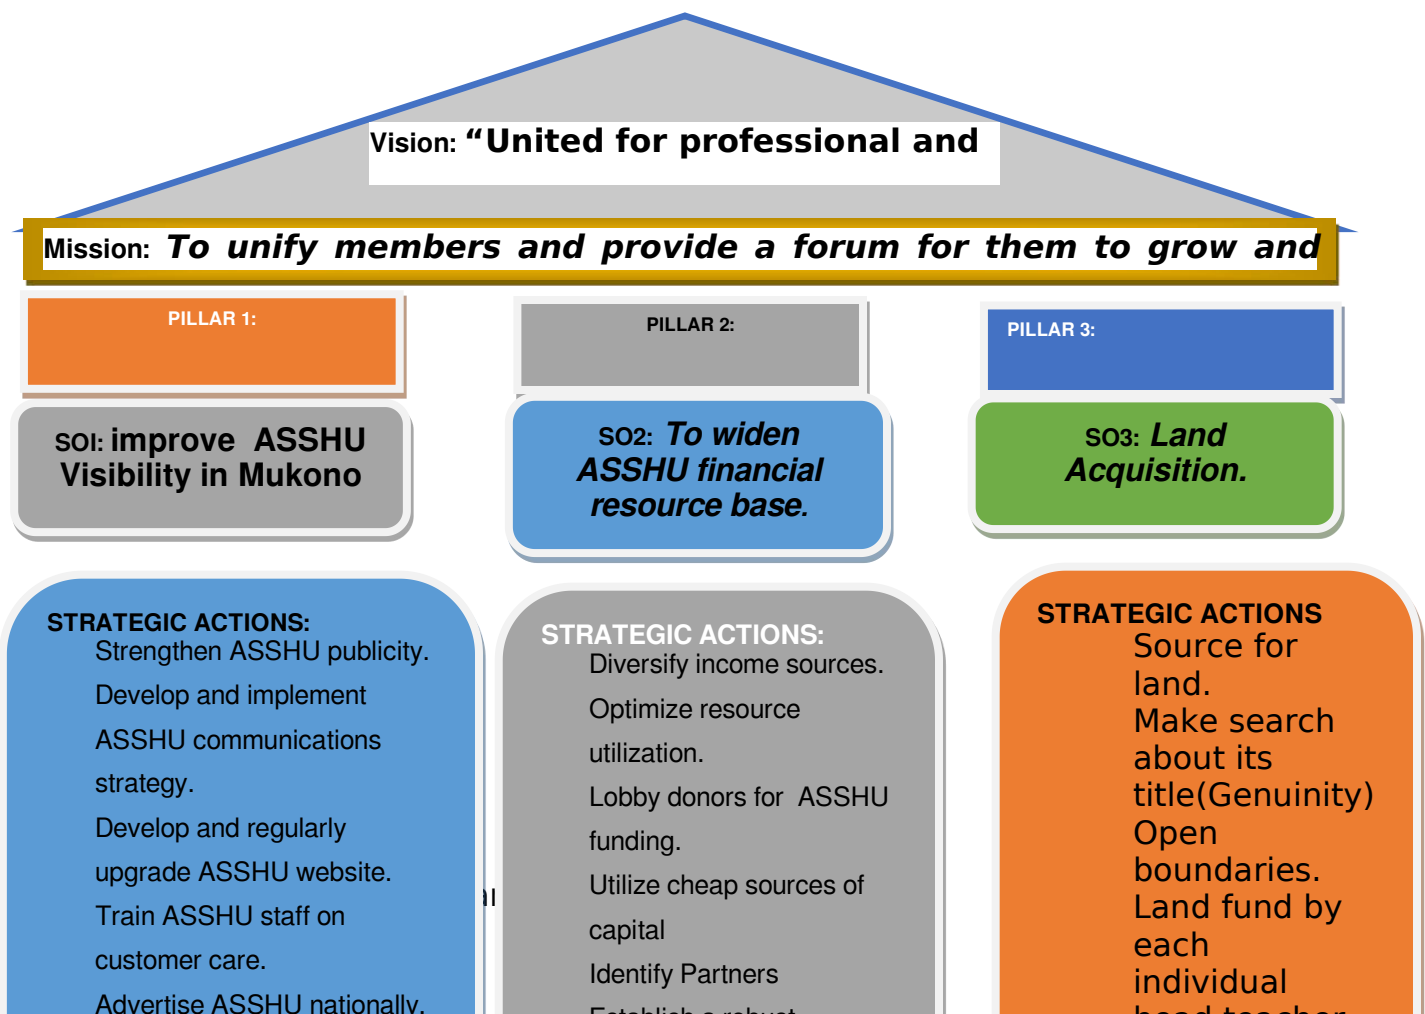 Vision: “United for professional and
Mission: To unify members and provide a forum for them to grow and
PILLAR 1:
SOI: improve ASSHU
Visibility in Mukono
STRATEGIC ACTIONS:
Strengthen ASSHU publicity.
Develop and implement
ASSHU communications
strategy.
Develop and regularly
upgrade ASSHU website.
Train ASSHU staff on
customer care.
Advertise ASSHU nationally.
PILLAR 2:
SO2: To widen
ASSHU financial
resource base.
STRATEGIC ACTIONS:
Diversify income sources.
Optimize resource
utilization.
Lobby donors for ASSHU
funding.
Utilize cheap sources of
capital
Identify Partners
Establish a robust
PILLAR 3:
SO3: Land
Acquisition.
STRATEGIC ACTIONS
Source for
land.
Make search
about its
title(Genuinity)
Open
boundaries.
Land fund by
each
individual
head teacher